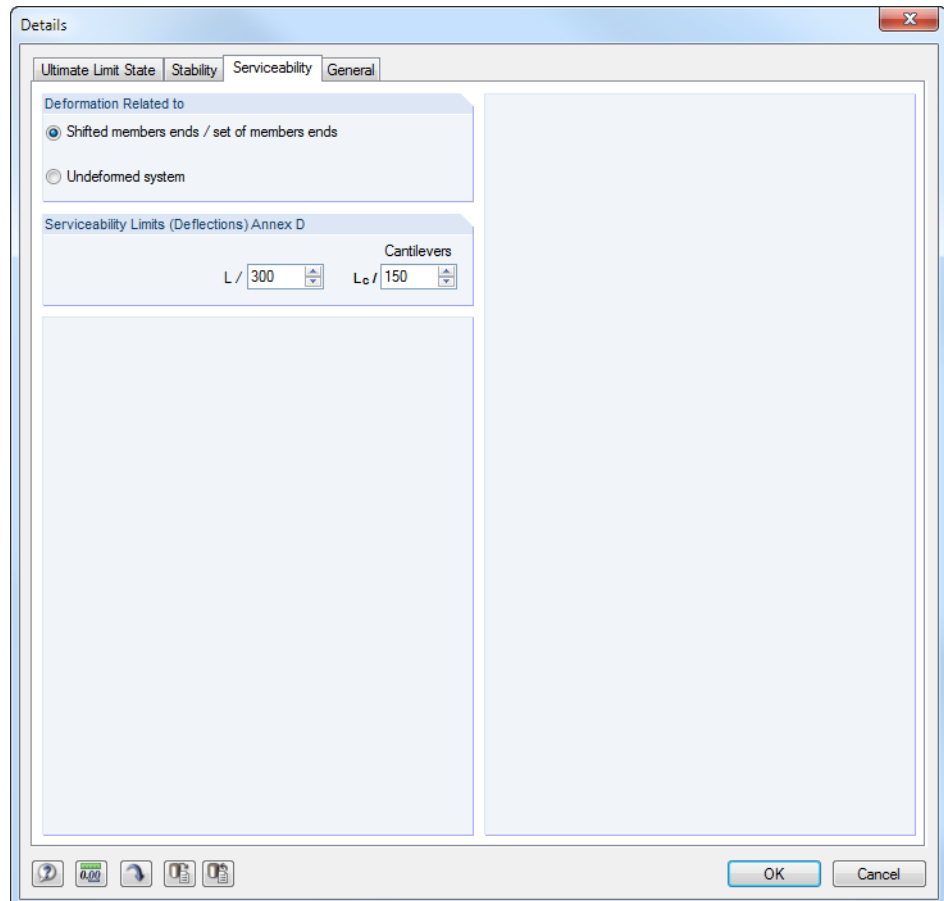 Details
Ultimate Limit State Stability Serviceability General
Deformation Related to
Shifted members ends / set of members ends
Undeformed system
Serviceability Limits (Deflections) Annex D
Cantilevers
L / 300 Lc / 150
0.00
OK Cancel